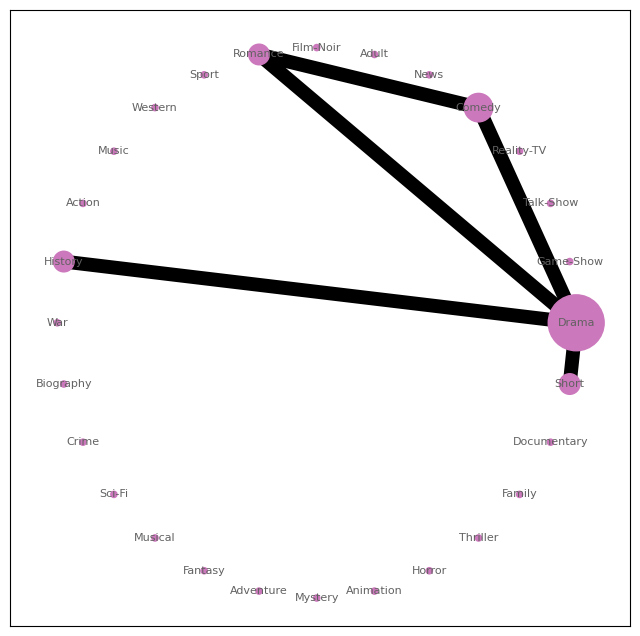 Film-Noir
Romance
Adult
Sport
News
Western
Comedy
Music
Reality-TV
Action
Talk-Show
History
Game-Show
War
Drama
Biography
Short
Crime
Documentary
Sci-Fi
Family
Musical
Thriller
Fantasy
Horror
Adventure
Animation
Mystery